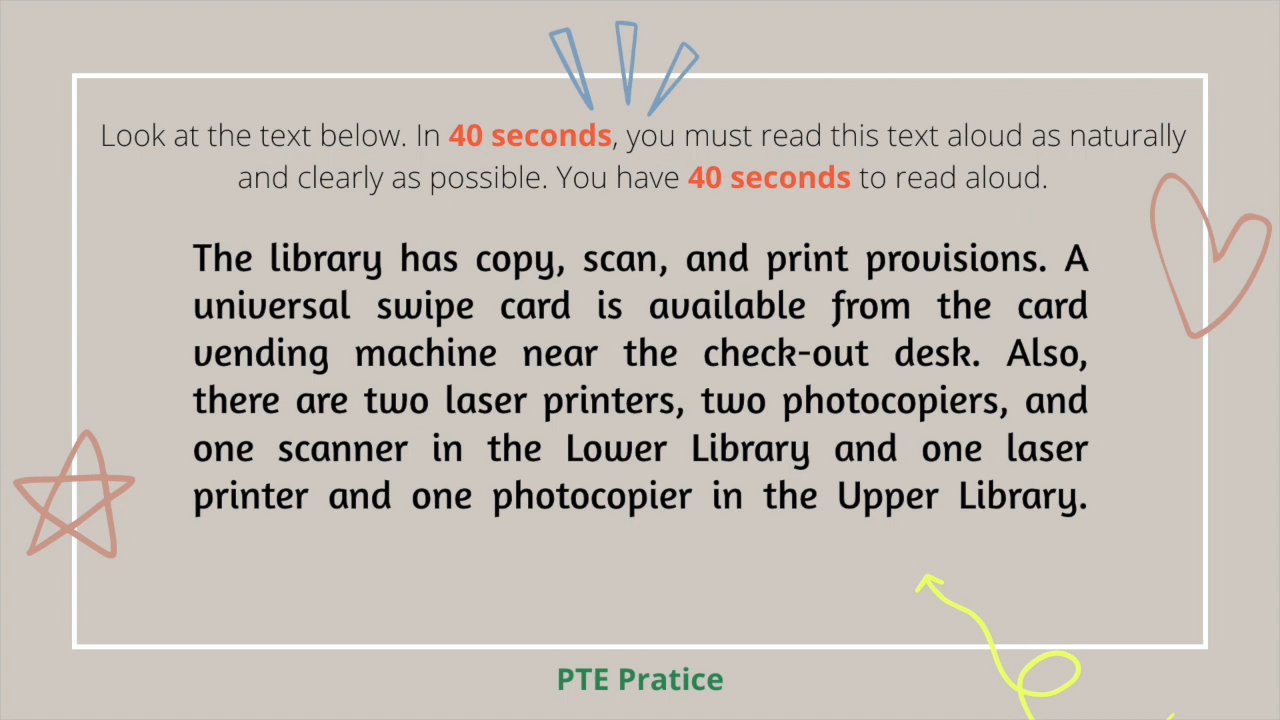 Look at the text below. In 40 seconds, you must read this text aloud as naturally
and clearly as possible. You have 40 seconds to read aloud.
The library has copy, scan, and print provisions. A
universal swipe card is available from the card
vending machine near the check-out desk. Also,
there are two laser printers, two photocopiers, and
one scanner in the Lower Library and one laser
printer and one photocopier in the Upper Library.
PTE Pratice